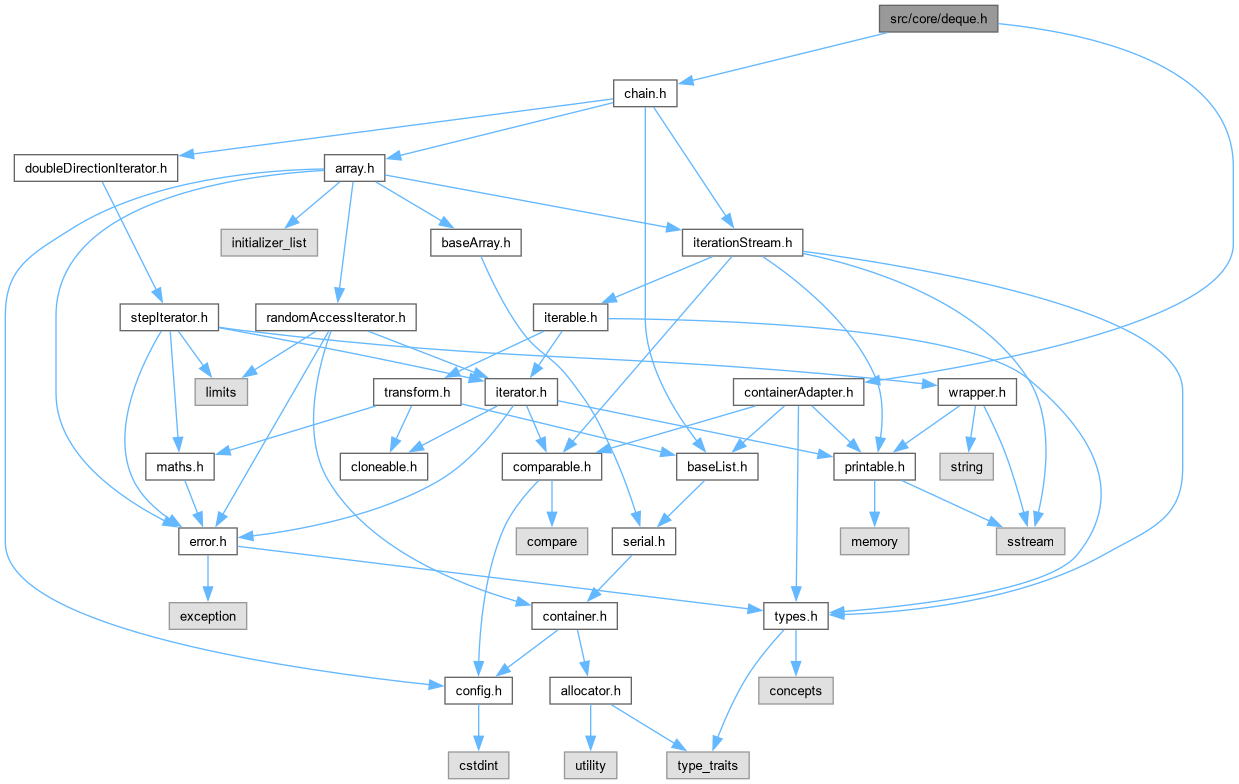 src/core/deque.h
chain.h
doubleDirectionIterator.h
array.h
initializer_list
baseArray.h
iterationStream.h
stepIterator.h
randomAccessIterator.h
iterable.h
limits
transform.h
iterator.h
containerAdapter.h
wrapper.h
maths.h
cloneable.h
comparable.h
baseList.h
printable.h
string
error.h
compare
serial.h
memory
sstream
exception
container.h
types.h
config.h
allocator.h
concepts
cstdint
utility
type_traits